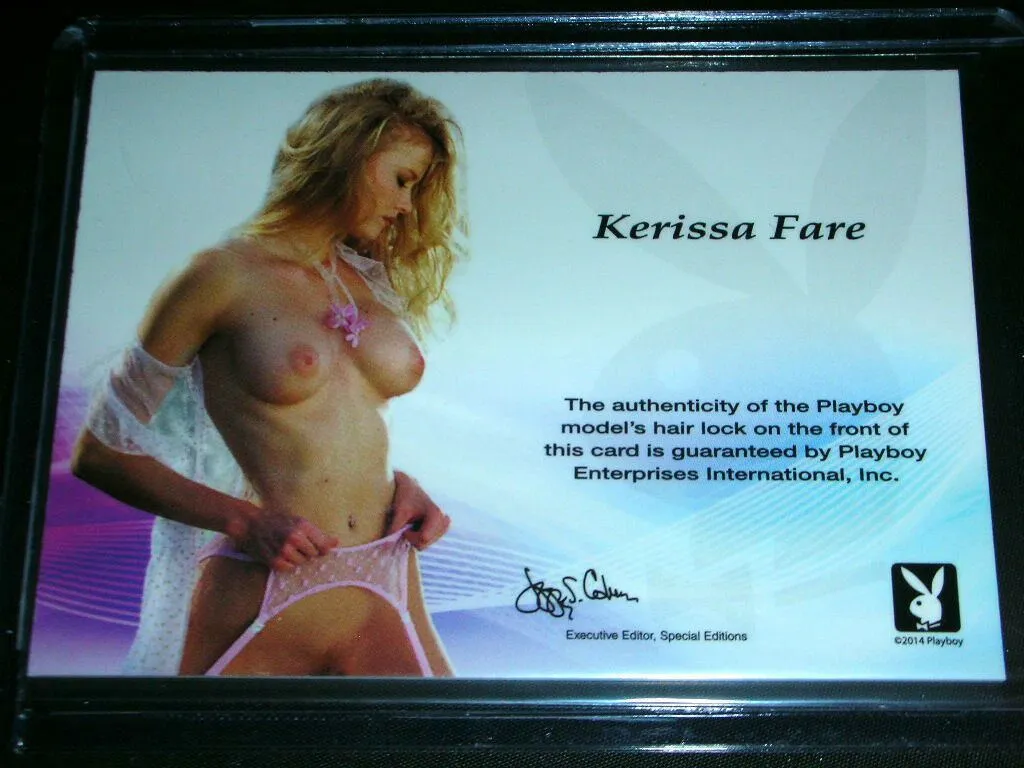 Kerissa Fare
The authenticity of the Playboy
model's hair lock on the front of
this card is guaranteed by Playboy
Enterprises International, Inc.
Executive Editor, Special Editions
©2014 Playboy